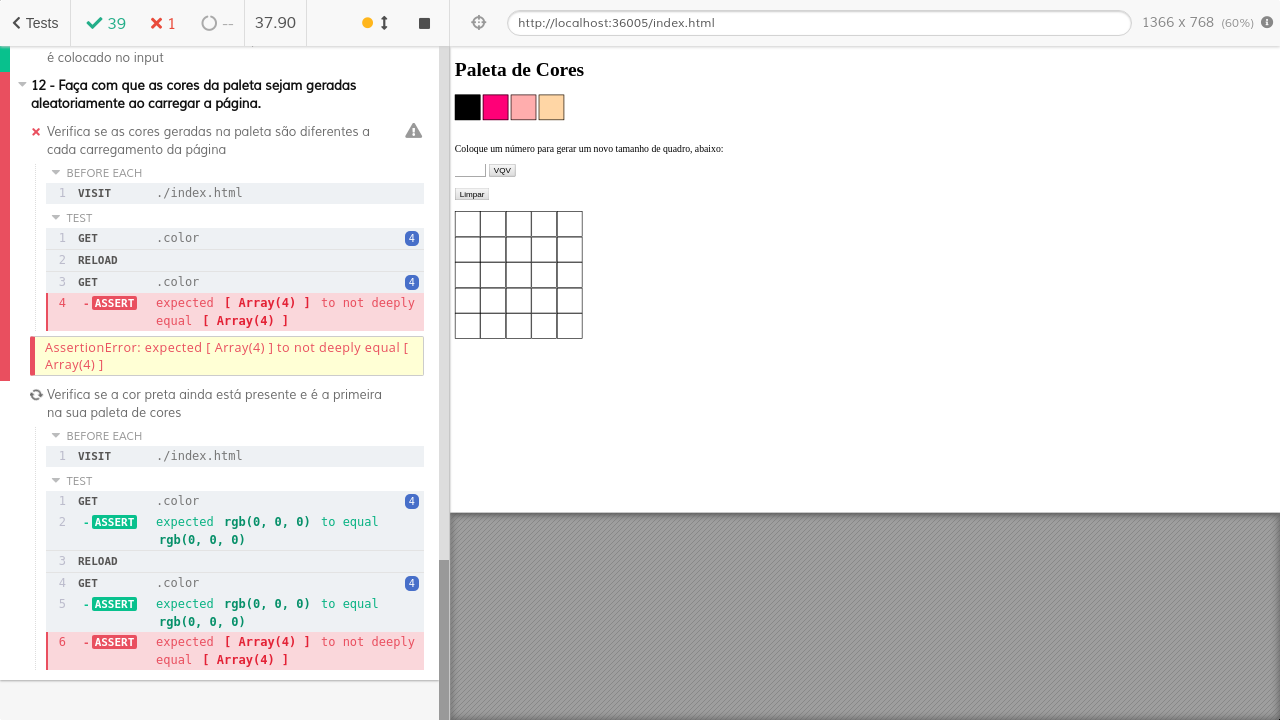 Tests
39
1
--
37.90
http://localhost:36005/index.html
1366 x 768 (60%)
é colocado no input
12 - Faça com que as cores da paleta sejam geradas
aleatoriamente ao carregar a página.
Verifica se as cores geradas na paleta são diferentes a
cada carregamento da página
BEFORE EACH
1 VISIT ./index.html
TEST
1 GET .color 4
2 RELOAD
3 GET .color 4
4 -ASSERT expected [ Array(4) ] to not deeply
equal [ Array(4) ]
AssertionError: expected [ Array(4) ] to not deeply equal [
Array(4) ]
Verifica se a cor preta ainda está presente e é a primeira
na sua paleta de cores
BEFORE EACH
1 VISIT ./index.html
TEST
1 GET .color 4
2 -ASSERT expected rgb(0, 0, 0) to equal
rgb(0, 0, 0)
3 RELOAD
4 GET .color 4
5 -ASSERT expected rgb(0, 0, 0) to equal
rgb(0, 0, 0)
6 -ASSERT expected [ Array(4) ] to not deeply
equal [ Array(4) ]
Paleta de Cores
Coloque um número para gerar um novo tamanho de quadro, abaixo:
VQV
Limpar